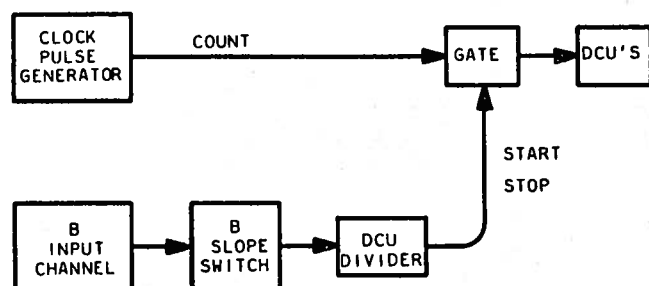 CLOCK
PULSE
GENERATOR
COUNT
GATE
DCU'S
START
STOP
B
INPUT
CHANNEL
B
SLOPE
SWITCH
DCU
DIVIDER